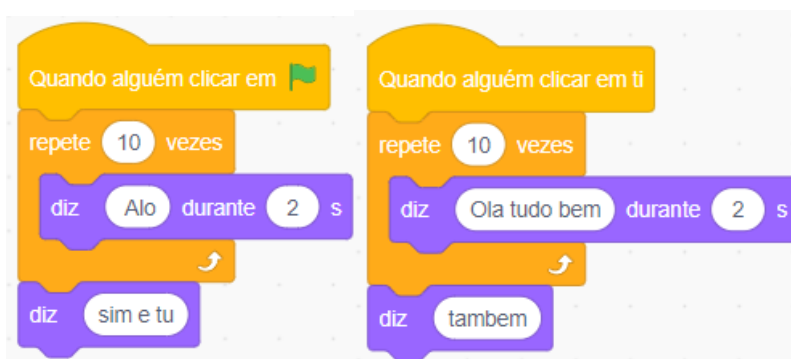 Quando alguém clicar em
repete 10 vezes
diz Alo durante 2 s
diz sim e tu
Quando alguém clicar em ti
repete 10 vezes
diz Ola tudo bem durante 2 s
diz tambem